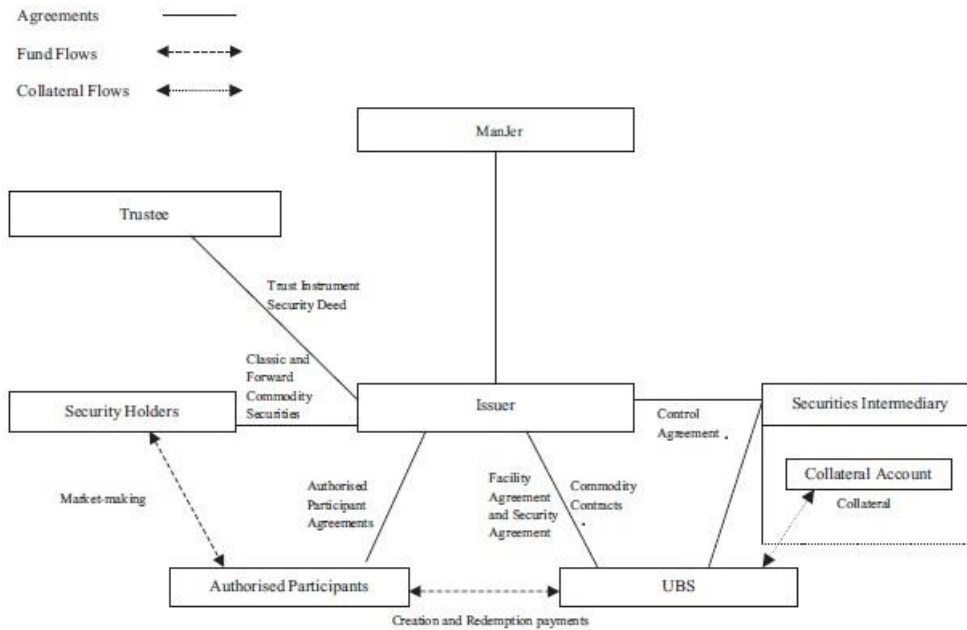 Agreements
Fund Flows
Collateral Flows
ManJer
Trustee
Trust Instrument
Security Deed
Classic and
Forward
Commodity
Securities
Security Holders
Issuer
Control
Agreement
Securities Intermediary
Collateral Account
Collateral
Market-making
Authorised
Participant
Agreements
Facility
Agreement
and Security
Agreement
Commodity
Contracts
Authorised Participants
UBS
Creation and Redemption payments